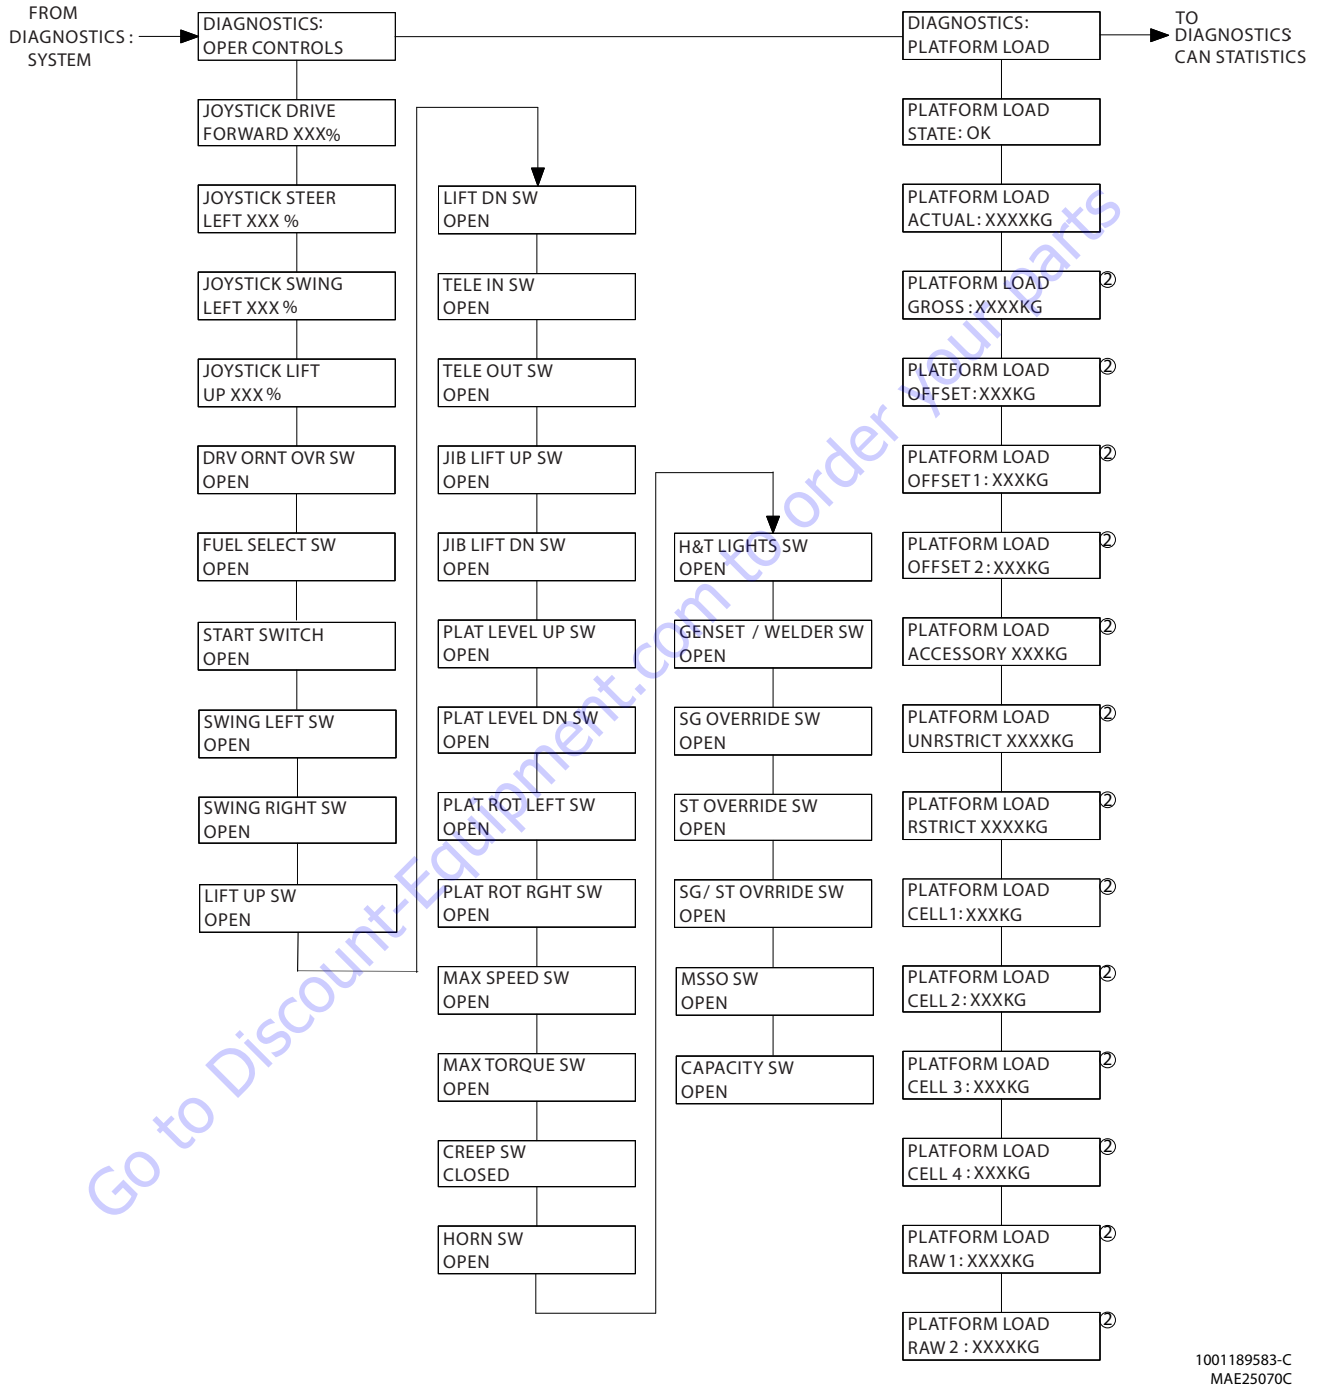 FROM
DIAGNOSTICS :
SYSTEM
DIAGNOSTICS:
OPER CONTROLS
JOYSTICK DRIVE
FORWARD XXX%
JOYSTICK STEER
LEFT XXX %
JOYSTICK SWING
LEFT XXX %
JOYSTICK LIFT
UP XXX %
DRV ORNT OVR SW
OPEN
FUEL SELECT SW
OPEN
START SWITCH
OPEN
SWING LEFT SW
OPEN
SWING RIGHT SW
OPEN
LIFT UP SW
OPEN
LIFT DN SW
OPEN
TELE IN SW
OPEN
TELE OUT SW
OPEN
JIB LIFT UP SW
OPEN
JIB LIFT DN SW
OPEN
PLAT LEVEL UP SW
OPEN
PLAT LEVEL DN SW
OPEN
PLAT ROT LEFT SW
OPEN
PLAT ROT RGHT SW
OPEN
MAX SPEED SW
OPEN
MAX TORQUE SW
OPEN
CREEP SW
CLOSED
HORN SW
OPEN
H&T LIGHTS SW
OPEN
GENSET / WELDER SW
OPEN
SG OVERRIDE SW
OPEN
ST OVERRIDE SW
OPEN
SG/ ST OVRRIDE SW
OPEN
MSSO SW
OPEN
CAPACITY SW
OPEN
DIAGNOSTICS:
PLATFORM LOAD
TO
DIAGNOSTICS:
CAN STATISTICS
PLATFORM LOAD
STATE: OK
PLATFORM LOAD
ACTUAL: XXXXKG
PLATFORM LOAD ②
GROSS : XXXXKG
PLATFORM LOAD ②
OFFSET: XXXKG
PLATFORM LOAD ②
OFFSET 1: XXXKG
PLATFORM LOAD ②
OFFSET 2: XXXKG
PLATFORM LOAD ②
ACCESSORY XXXKG
PLATFORM LOAD ②
UNRSTRICT XXXXKG
PLATFORM LOAD ②
RSTRICT XXXXKG
PLATFORM LOAD ②
CELL 1: XXXKG
PLATFORM LOAD ②
CELL 2: XXXKG
PLATFORM LOAD ②
CELL 3: XXXKG
PLATFORM LOAD ②
CELL 4 : XXXKG
PLATFORM LOAD ②
RAW 1: XXXXKG
PLATFORM LOAD ②
RAW 2 : XXXXKG
Go to Discount-Equipment.com to order your parts
1001189583-C
MAE25070C